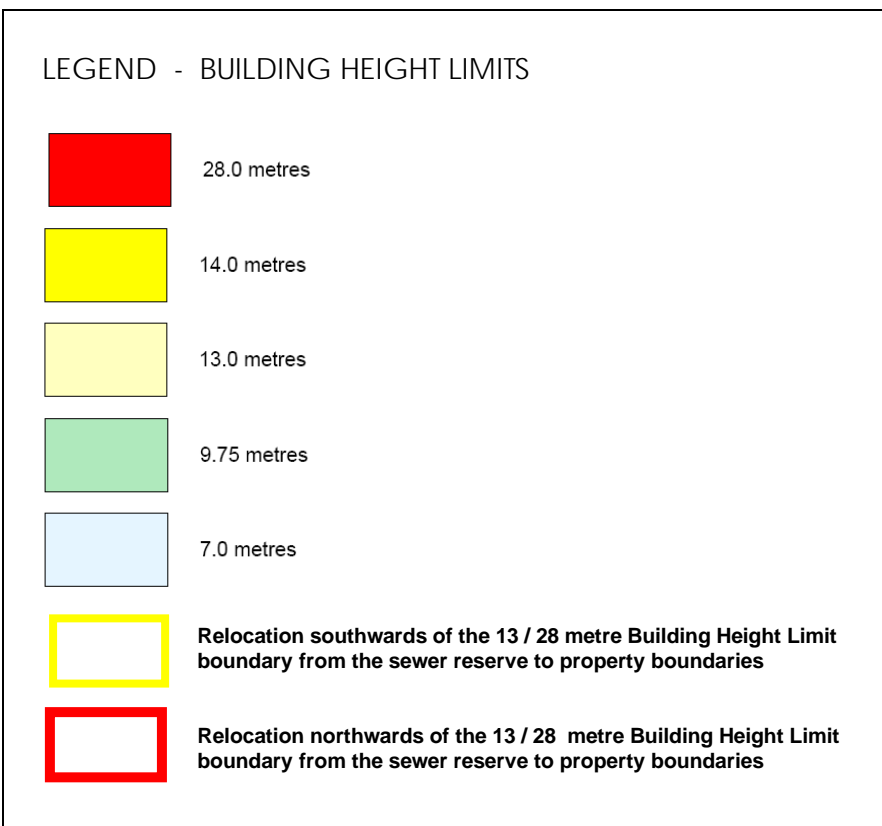 LEGEND - BUILDING HEIGHT LIMITS
28.0 metres
14.0 metres
13.0 metres
9.75 metres
7.0 metres
Relocation southwards of the 13 / 28 metre Building Height Limit
boundary from the sewer reserve to property boundaries
Relocation northwards of the 13 / 28 metre Building Height Limit
boundary from the sewer reserve to property boundaries